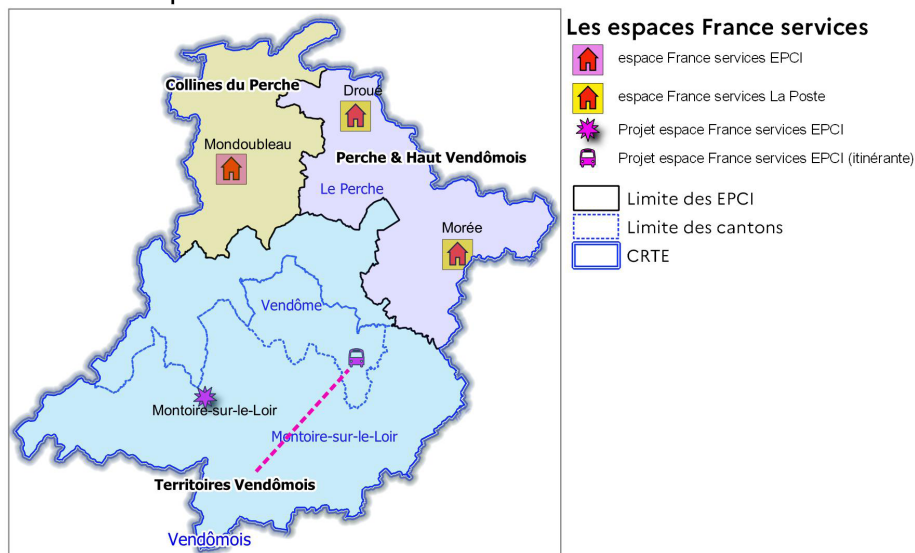 Les espaces France services
espace France services EPCI
espace France services La Poste
Projet espace France services EPCI
Projet espace France services EPCI (itinérante)
Limite des EPCI
Limite des cantons
CRTE
Collines du Perche
Droué
Mondoubleau
Perche & Haut Vendômois
Le Perche
Morée
Vendôme
Montoire-sur-le-Loir
Montoire-sur-le-Loir
Territoires Vendômois
Vendômois